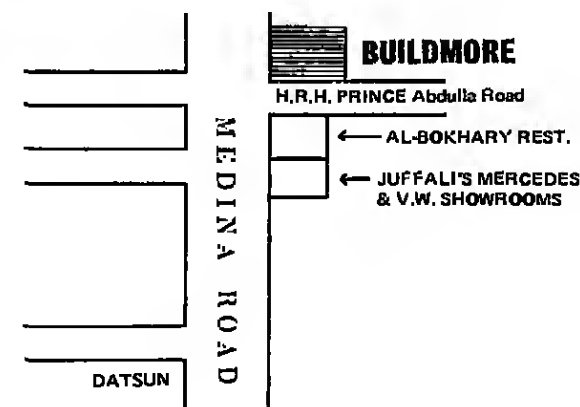 BUILDMORE
H.R.H. PRINCE Abdulla Road
AL-BOKHARY REST.
JUFFALI'S MERCEDES
& V.W. SHOWROOMS
MEDINA ROAD
DATSUN